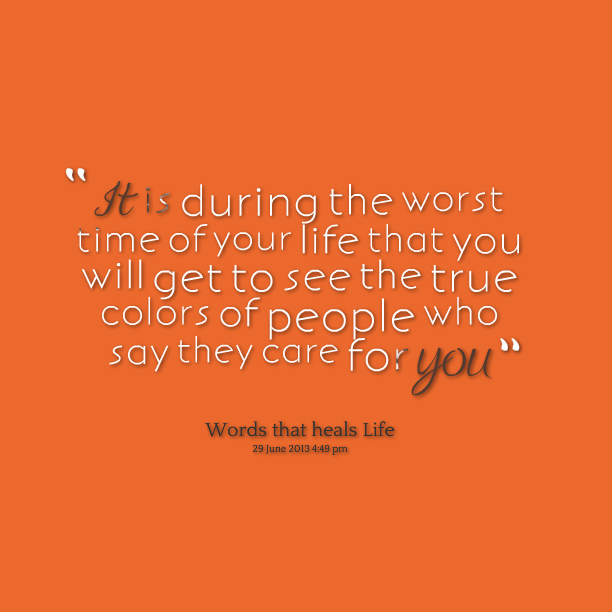 “ It is during the worst
time of your life that you
will get to see the true
colors of people who
say they care for you ”
Words that heals Life
29 June 2013 4:49 pm